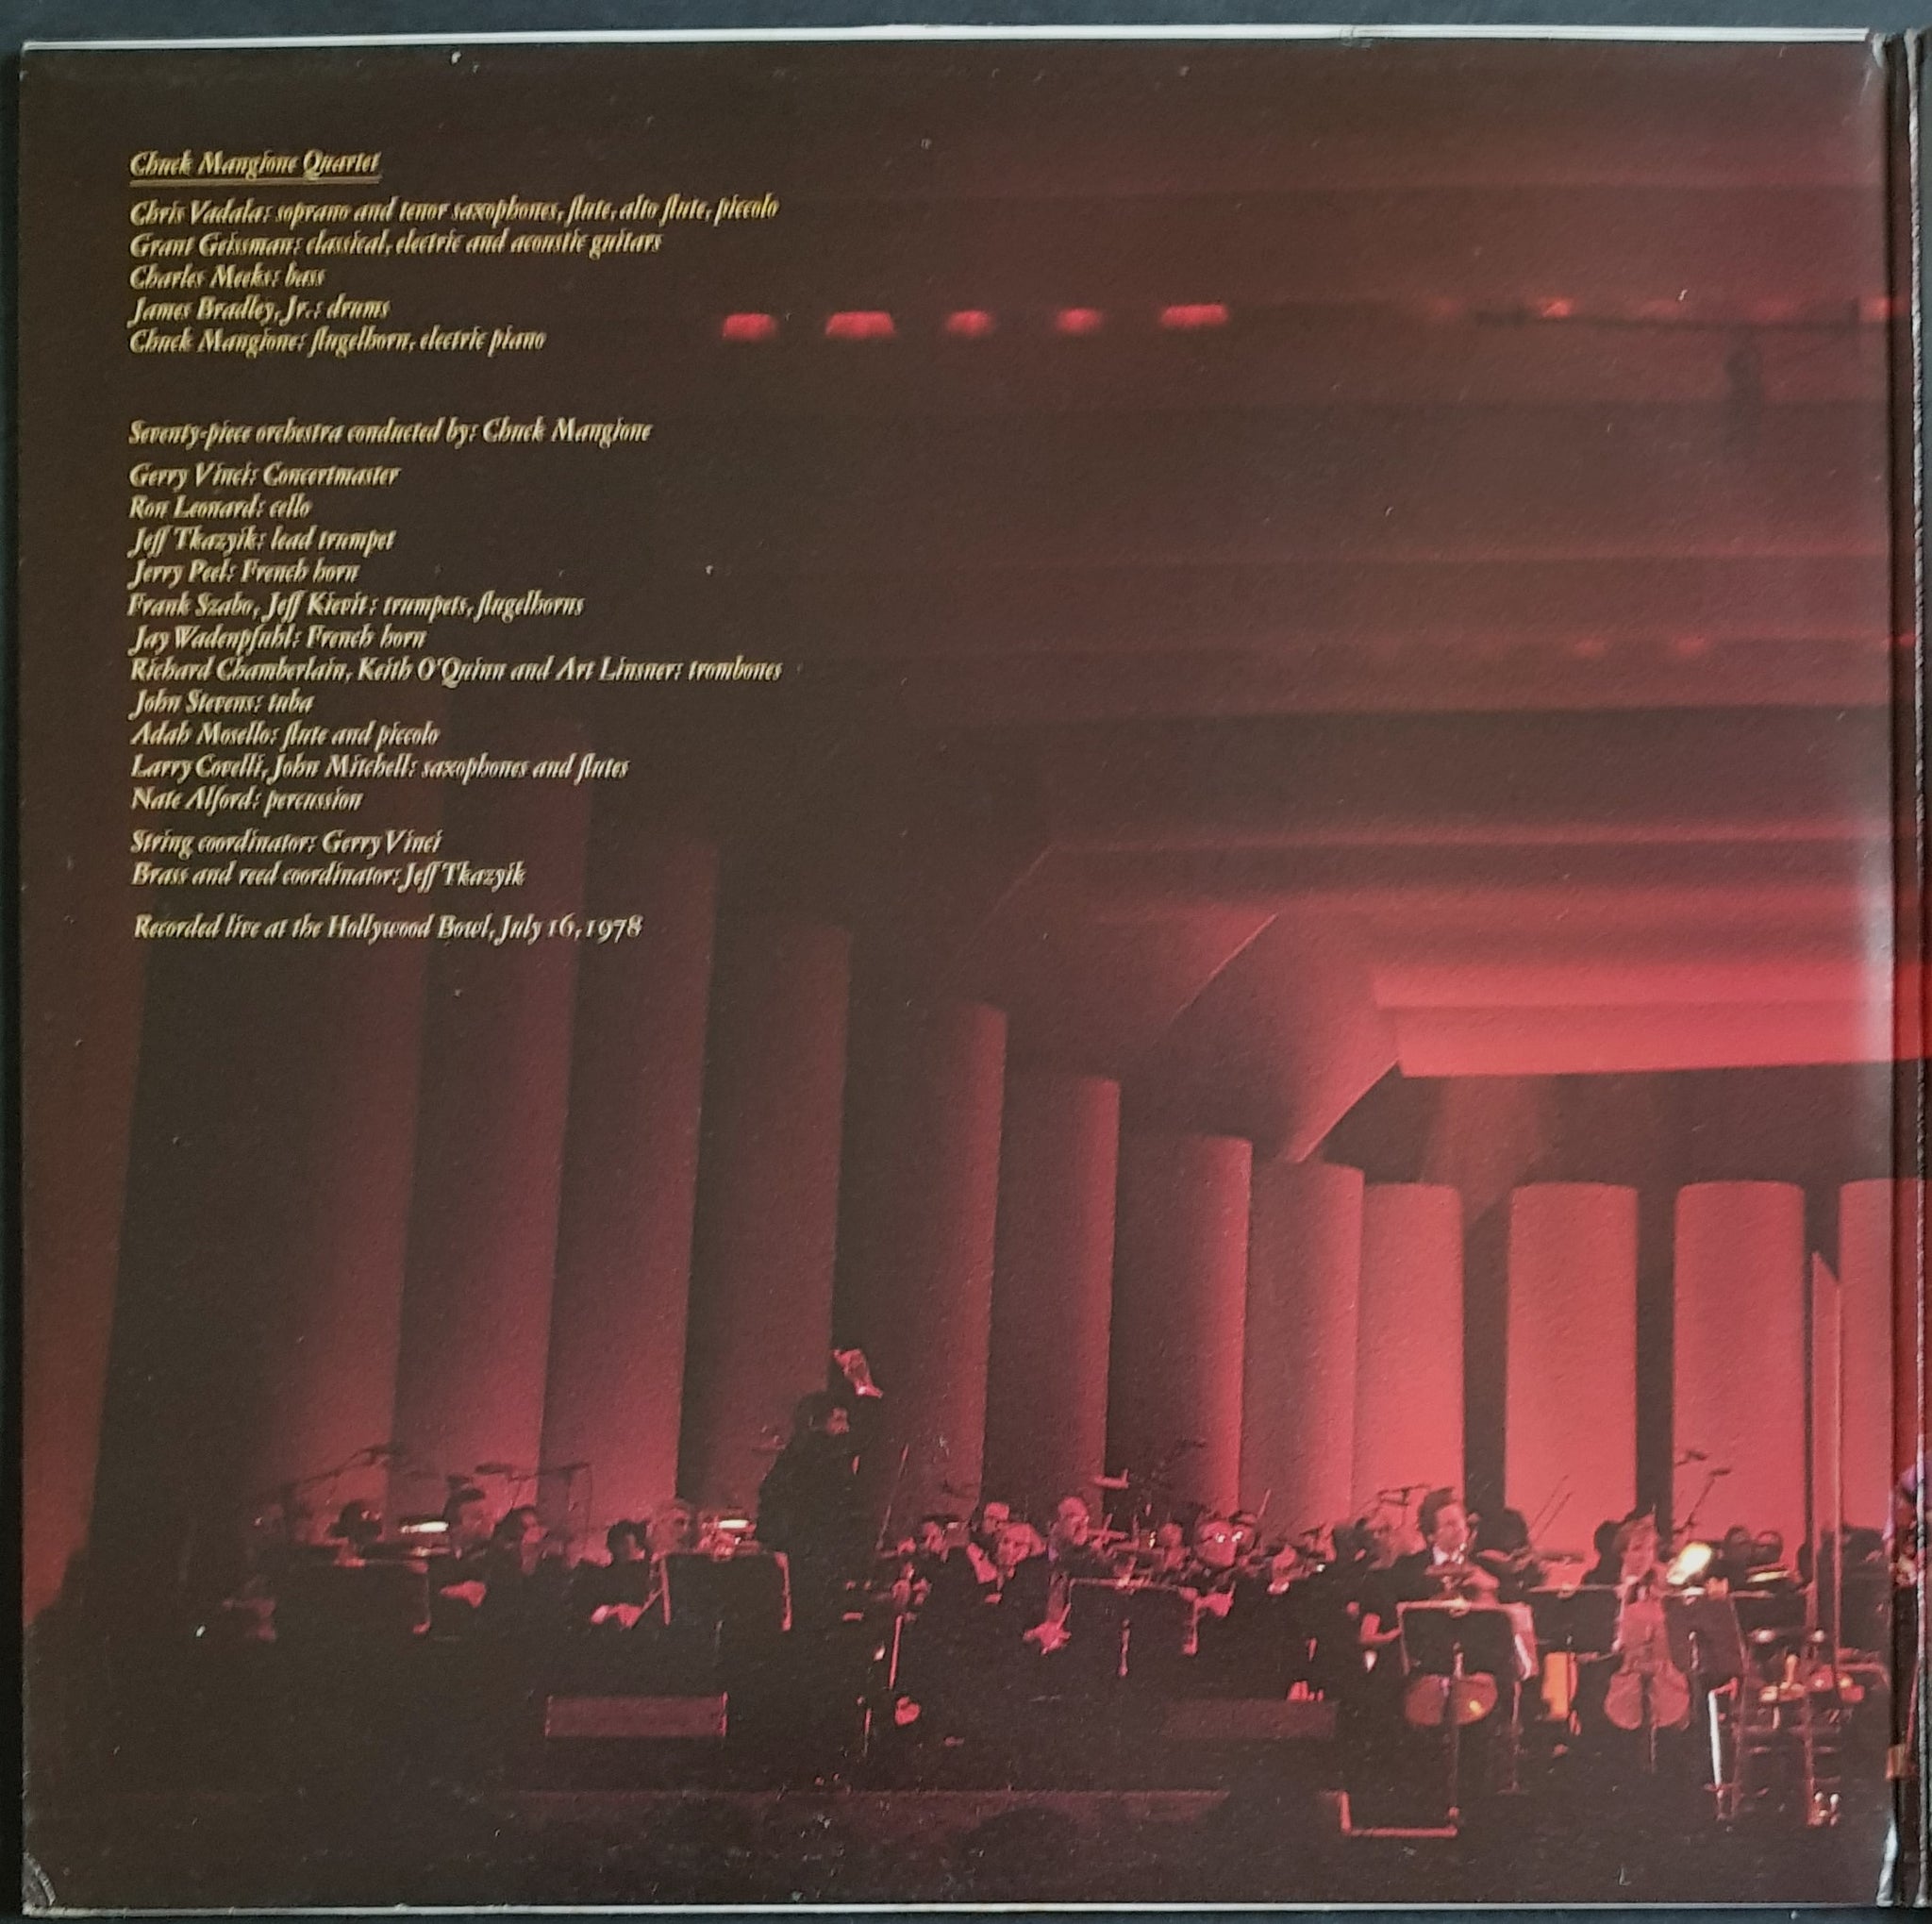 Chuck Mangione Quartet
Chris Vadala: soprano and tenor saxophones, flute, alto flute, piccolo
Grant Geissman: classical, electric and acoustic guitars
Charles Meeks: bass
James Bradley, Jr.: drums
Chuck Mangione: flugelhorn, electric piano
Seventy-piece orchestra conducted by: Chuck Mangione
Gerry Vinci: Concertmaster
Ron Leonard: cello
Jeff Tkazyik: lead trumpet
Jerry Peel: French horn
Frank Szabo, Jeff Kievit: trumpets, flugelhorns
Jay Wadenpfuhl: French horn
Richard Chamberlain, Keith O'Quinn and Art Linsner: trombones
John Stevens: tuba
Adah Mosello: flute and piccolo
Larry Covelli, John Mitchell: saxophones and flutes
Nate Alford: percussion
String coordinator: Gerry Vinci
Brass and reed coordinator: Jeff Tkazyik
Recorded live at the Hollywood Bowl, July 16, 1978